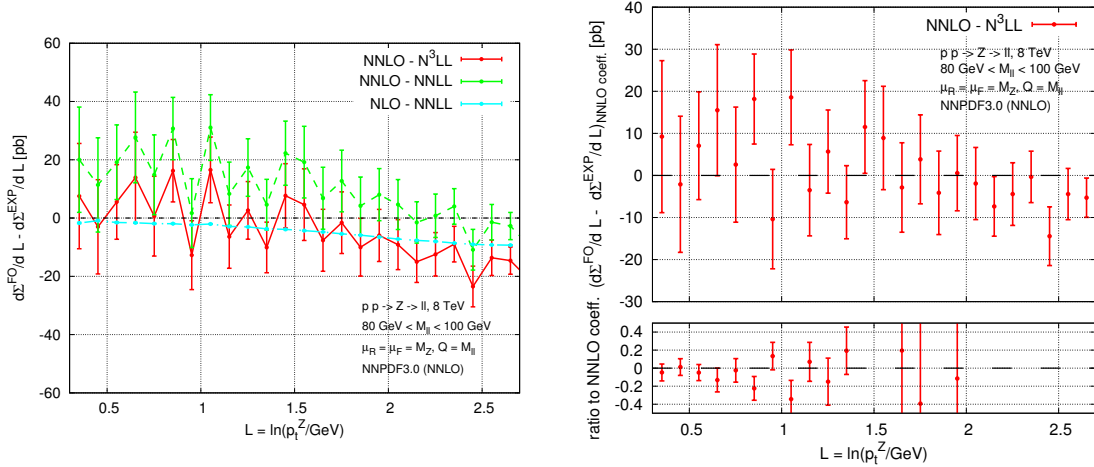 dΣ^FO/d L - dΣ^EXP/d L [pb]
60
40
20
0
-20
-40
-60
NNLO - N³LL
NNLO - NNLL
NLO - NNLL
p p -> Z -> ll, 8 TeV
80 GeV < M_ll < 100 GeV
μ_R = μ_F = M_Z, Q = M_ll
NNPDF3.0 (NNLO)
0.5 1 1.5 2 2.5
L = ln(p_t^Z/GeV)
(dΣ^FO/d L - dΣ^EXP/d L)_NNLO coeff. [pb]
40
30
20
10
0
-10
-20
-30
NNLO - N³LL
p p -> Z -> ll, 8 TeV
80 GeV < M_ll < 100 GeV
μ_R = μ_F = M_Z, Q = M_ll
NNPDF3.0 (NNLO)
ratio to NNLO coeff.
0.4
0.2
0
-0.2
-0.4
0.5 1 1.5 2 2.5
L = ln(p_t^Z/GeV)